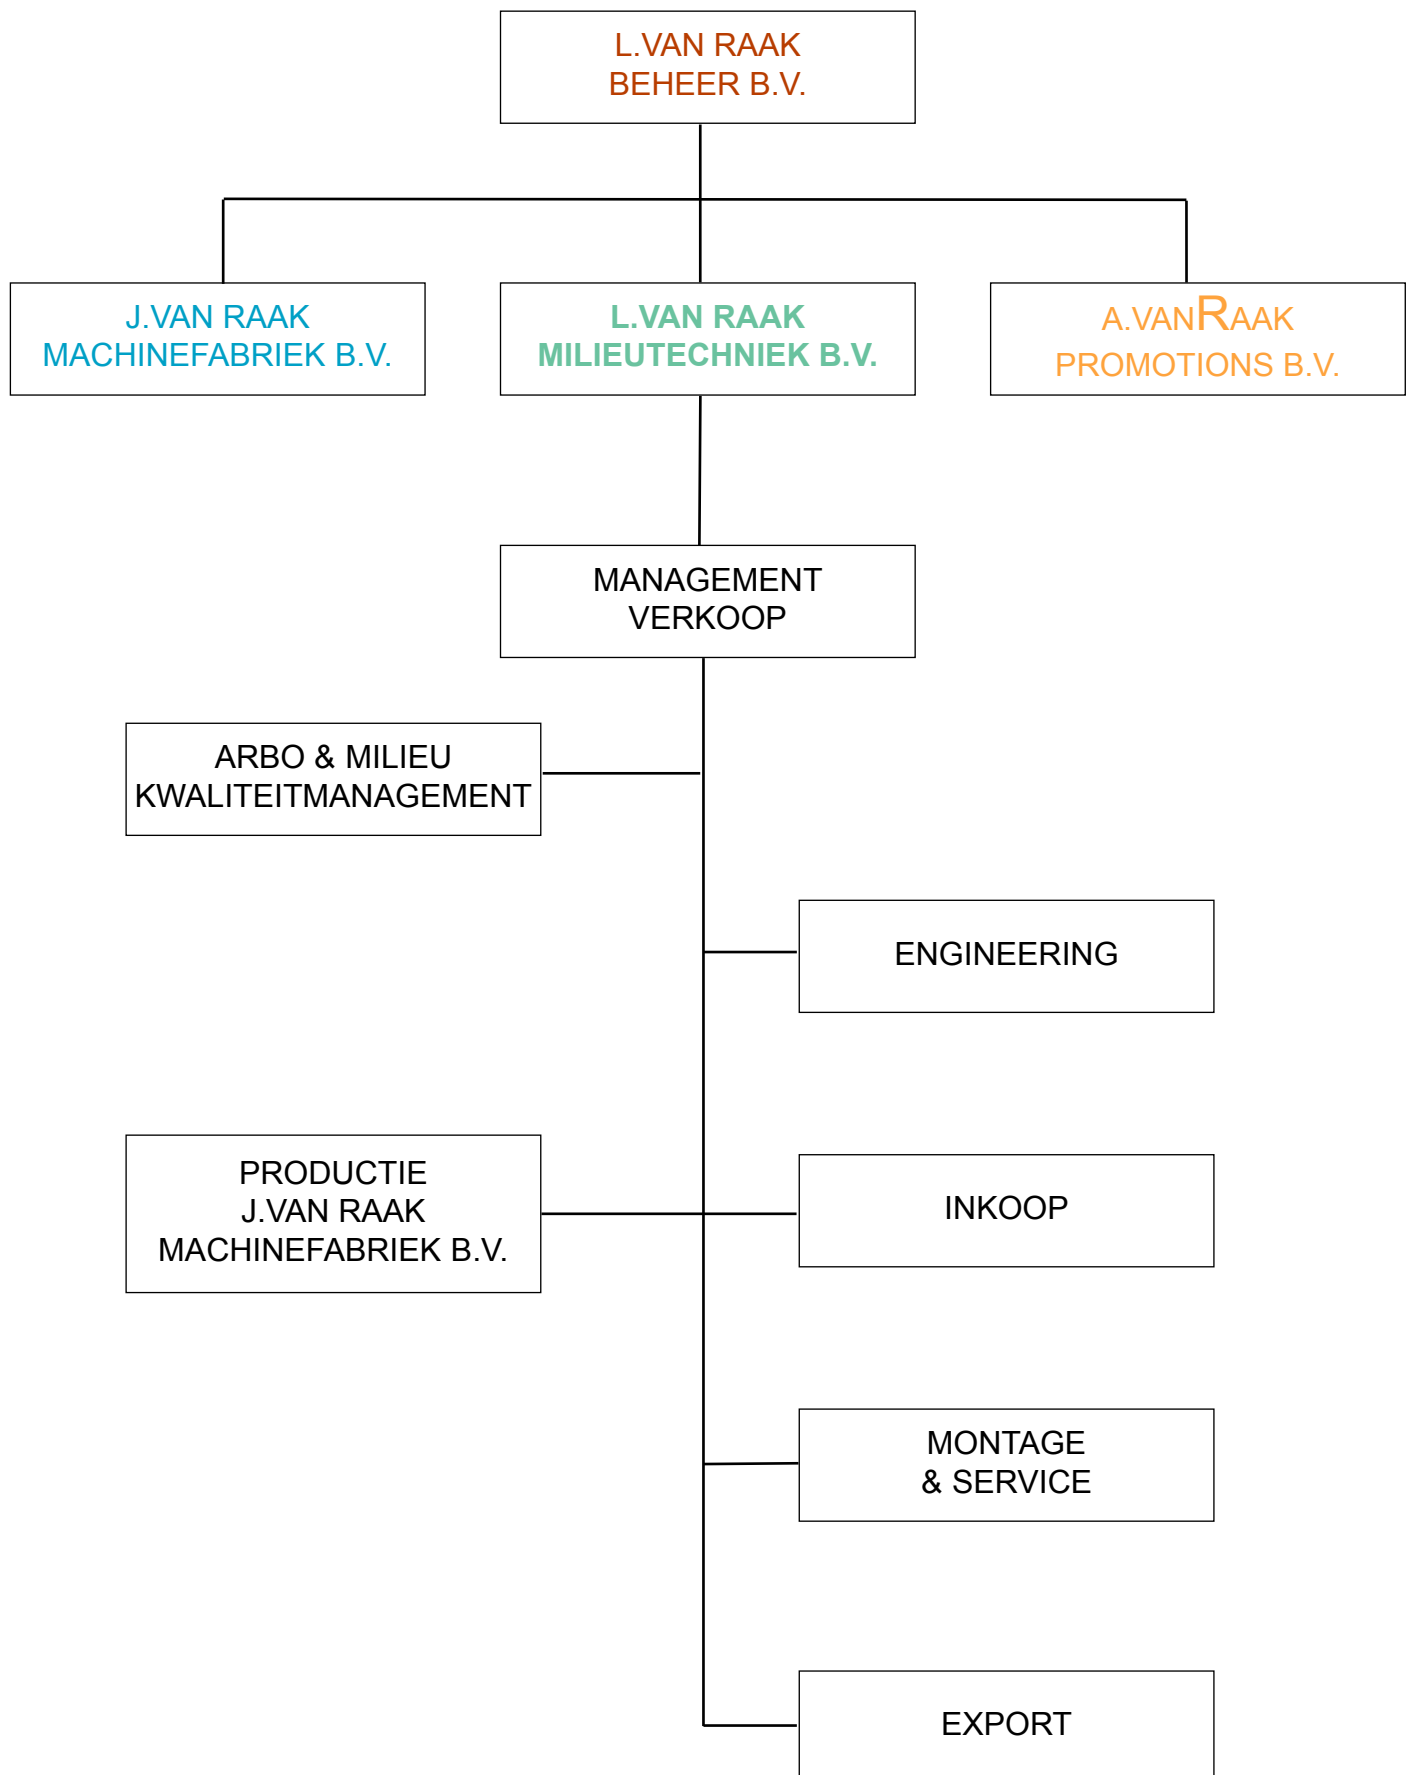 L.VAN RAAK
BEHEER B.V.
J.VAN RAAK
MACHINEFABRIEK B.V.
L.VAN RAAK
MILIEUTECHNIEK B.V.
A.VANRAAK
PROMOTIONS B.V.
MANAGEMENT
VERKOOP
ARBO & MILIEU
KWALITEITMANAGEMENT
ENGINEERING
PRODUCTIE
J.VAN RAAK
MACHINEFABRIEK B.V.
INKOOP
MONTAGE
& SERVICE
EXPORT